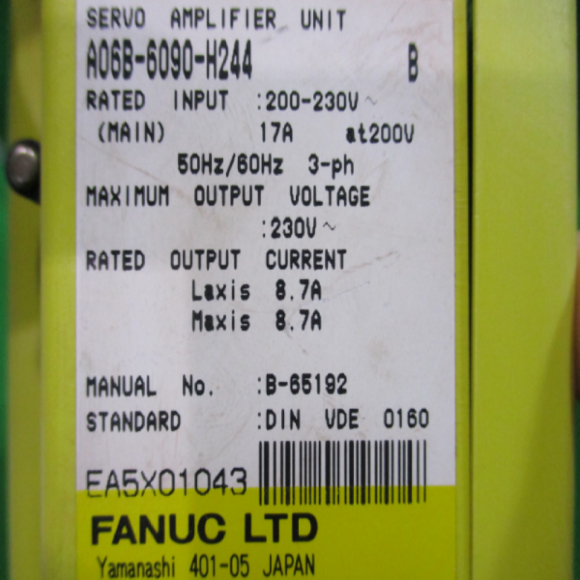 SERVO AMPLIFIER UNIT
A06B-6090-H244 B
RATED INPUT :200-230V~
(MAIN) 17A at200V
50Hz/60Hz 3-ph
MAXIMUM OUTPUT VOLTAGE
:230V~
RATED OUTPUT CURRENT
Laxis 8.7A
Maxis 8.7A
MANUAL No. :B-65192
STANDARD :DIN VDE 0160
EA5X01043
FANUC LTD
Yamanashi 401-05 JAPAN